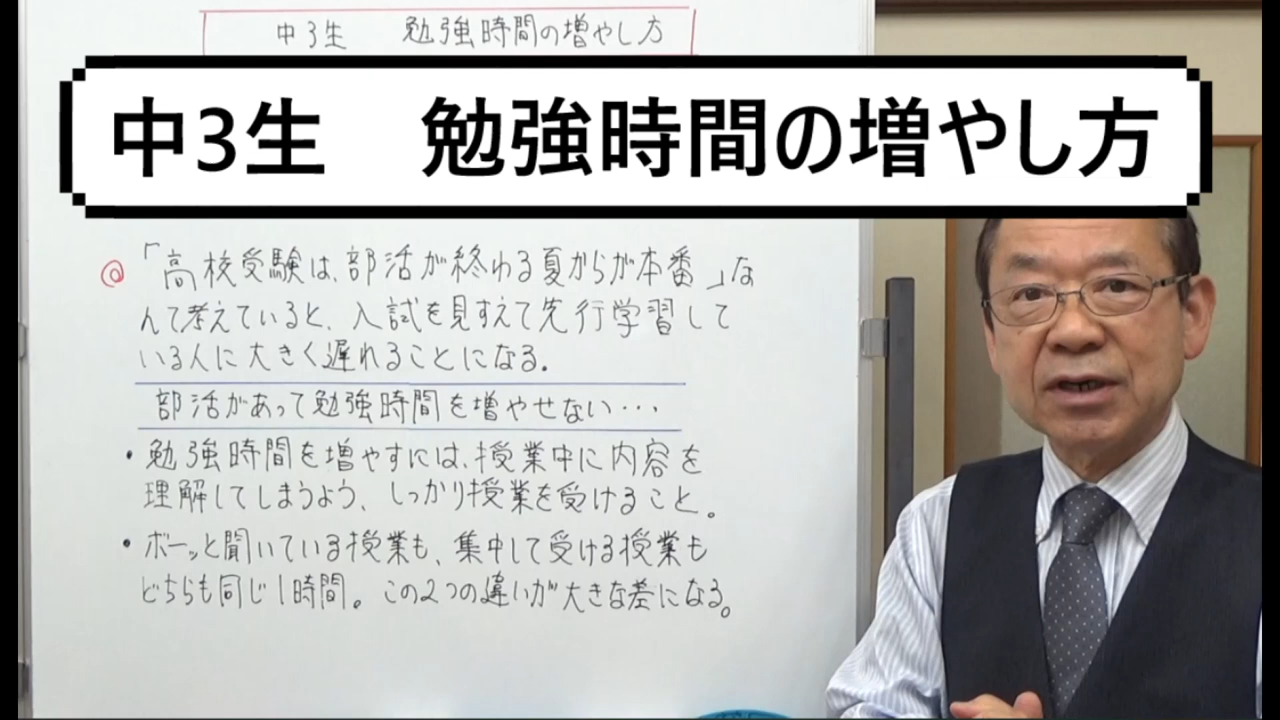 中3生 勉強時間の増やし方
中3生 勉強時間の増やし方
◎「高校受験は、部活が終わる夏からが本番」な
んて考えていると、入試を見すえて先行学習して
いる人に大きく遅れることになる。
部活があって勉強時間を増やせない・・・
・勉強時間を増やすには、授業中に内容を
理解してしまうよう、しっかり授業を受けること。
・ボーッと聞いている授業も、集中して受ける授業も
どちらも同じ1時間。この2つの違いが大きな差になる。